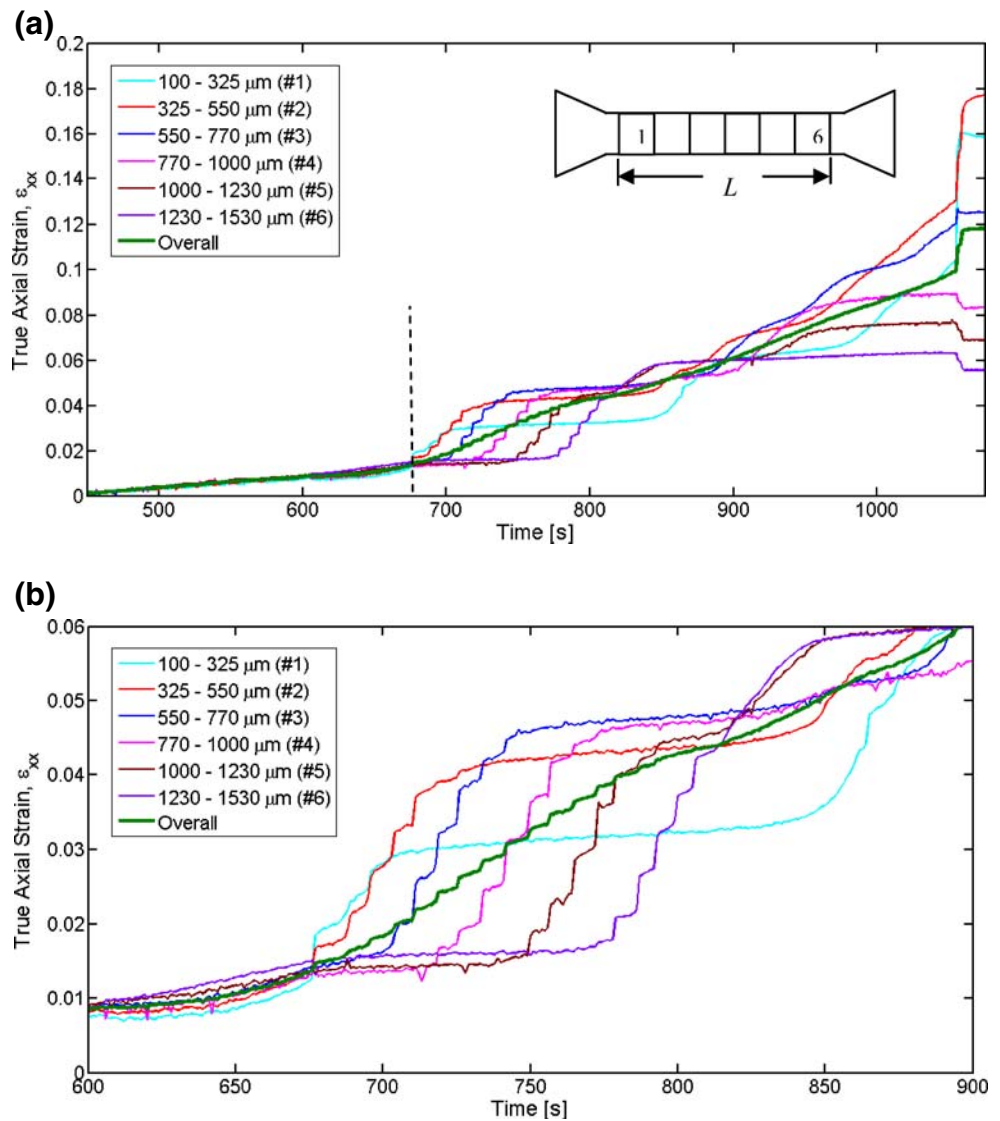 (a)
0.2
0.18
0.16
0.14
0.12
0.1
0.08
0.06
0.04
0.02
0
True Axial Strain, εxx
100 - 325 μm (#1)
325 - 550 μm (#2)
550 - 770 μm (#3)
770 - 1000 μm (#4)
1000 - 1230 μm (#5)
1230 - 1530 μm (#6)
Overall
1 6
L
500 600 700 800 900 1000
Time [s]
(b)
0.06
0.05
0.04
0.03
0.02
0.01
0
True Axial Strain, εxx
100 - 325 μm (#1)
325 - 550 μm (#2)
550 - 770 μm (#3)
770 - 1000 μm (#4)
1000 - 1230 μm (#5)
1230 - 1530 μm (#6)
Overall
600 650 700 750 800 850 900
Time [s]